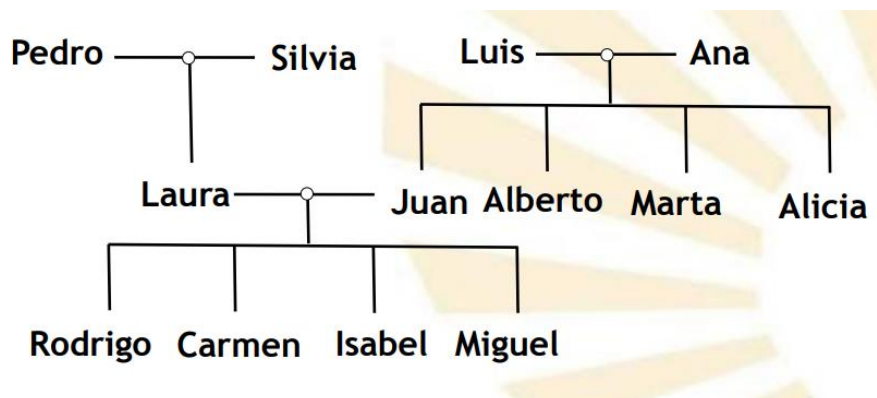 Pedro Silvia Luis Ana
Laura Juan Alberto Marta Alicia
Rodrigo Carmen Isabel Miguel